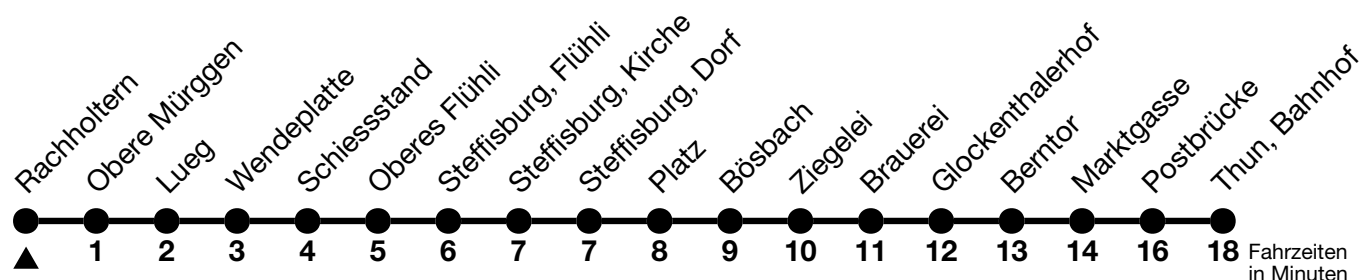 Rachholtern
Obere Mürggen
Lueg
Wendeplatte
Schiessstand
Oberes Flühli
Steffisburg, Flühli
Steffisburg, Kirche
Steffisburg, Dorf
Platz
Bösbach
Ziegelei
Brauerei
Glockenthalerhof
Berntor
Marktgasse
Postbrücke
Thun, Bahnhof
1 2 3 4 5 6 7 7 8 9 10 11 12 13 14 16 18 Fahrzeiten
in Minuten